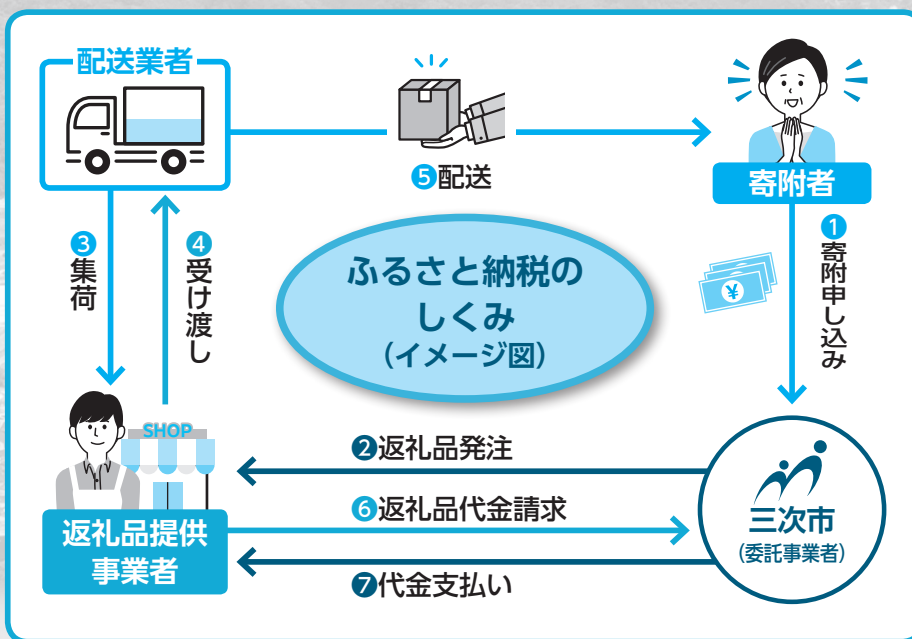 配送業者
❺配送
寄附者
❶寄附申し込み
❸集荷
❹受け渡し
ふるさと納税の
しくみ
(イメージ図)
¥
SHOP
❷返礼品発注
❻返礼品代金請求
❼代金支払い
返礼品提供
事業者
三次市
(委託事業者)